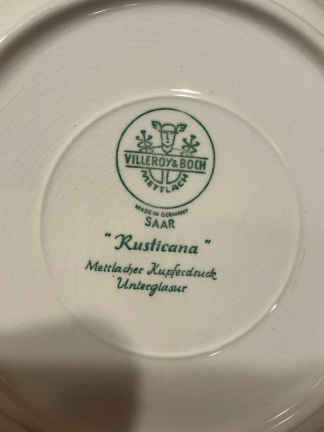 VILLEROY & BOCH
METTLACH
MADE IN GERMANY
SAAR
"Rusticana"
Mettlacher Kupferdruck
Unterglasur